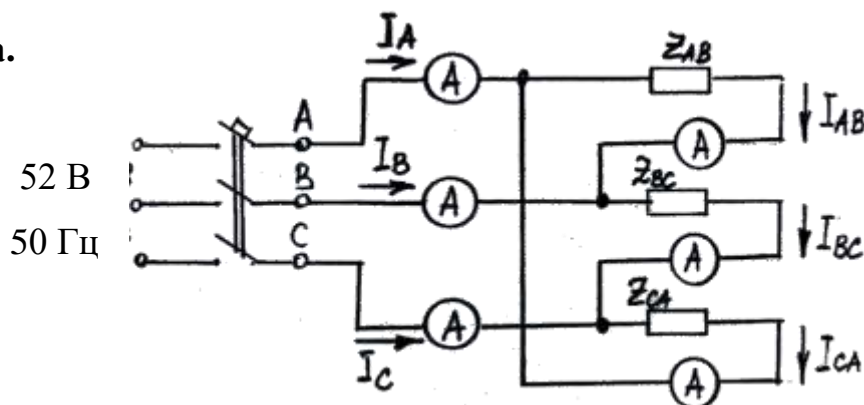 а.
I_A
A
Z_AB
I_AB
A
A
I_B
B
A
Z_BC
I_BC
52 В
50 Гц
C
A
Z_CA
I_C
A
I_CA
A